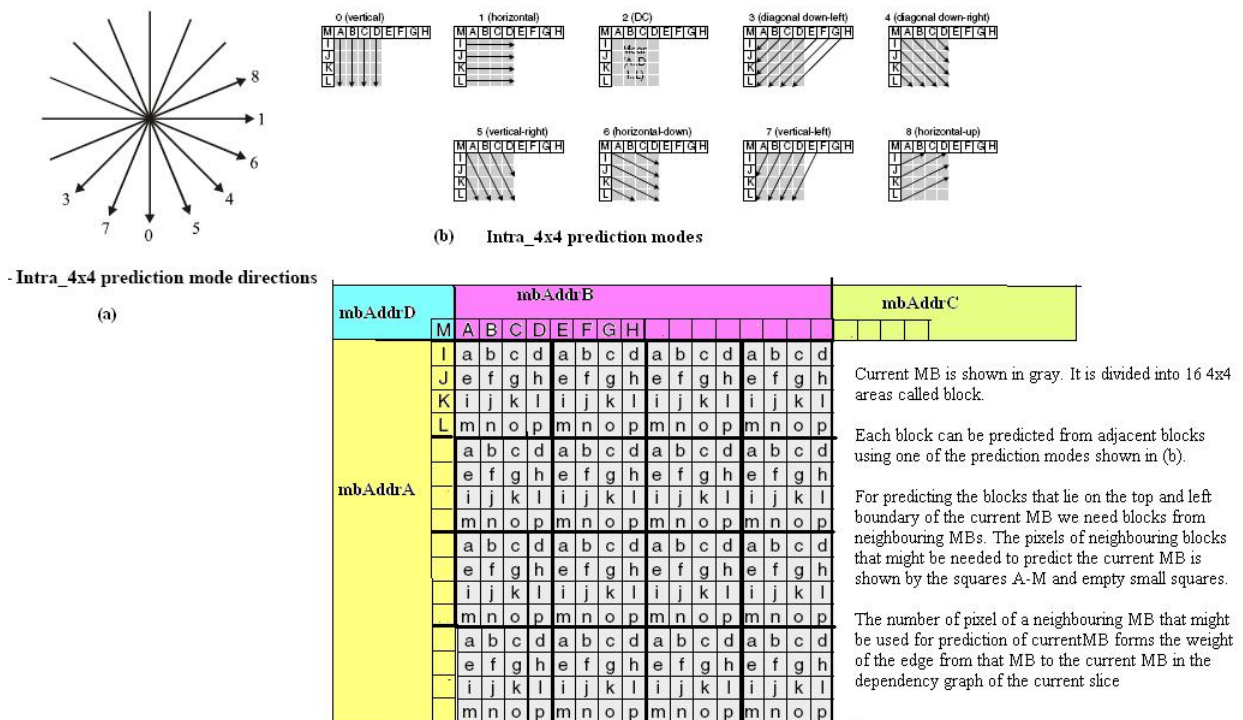 0 (vertical)
1 (horizontal)
2 (DC)
3 (diagonal down-left)
4 (diagonal down-right)
M A B C D E F G H
M A B C D E F G H
M A B C D E F G H
M A B C D E F G H
M A B C D E F G H
I
J
K
L
I
J
K
L
I
J
K
L
I
J
K
L
I
J
K
L
8
1
6
4
5
0
7
3
5 (vertical-right)
6 (horizontal-down)
7 (vertical-left)
8 (horizontal-up)
M A B C D E F G H
M A B C D E F G H
M A B C D E F G H
M A B C D E F G H
I
J
K
L
I
J
K
L
I
J
K
L
I
J
K
L
(b) Intra_4x4 prediction modes
- Intra_4x4 prediction mode directions
(a)
mbAddrD
mbAddrB
mbAddrC
M A B C D E F G H
mbAddrA
I a b c d a b c d a b c d a b c d
J e f g h e f g h e f g h e f g h
K i j k l i j k l i j k l i j k l
L m n o p m n o p m n o p m n o p
a b c d a b c d a b c d a b c d
e f g h e f g h e f g h e f g h
i j k l i j k l i j k l i j k l
m n o p m n o p m n o p m n o p
a b c d a b c d a b c d a b c d
e f g h e f g h e f g h e f g h
i j k l i j k l i j k l i j k l
m n o p m n o p m n o p m n o p
a b c d a b c d a b c d a b c d
e f g h e f g h e f g h e f g h
i j k l i j k l i j k l i j k l
m n o p m n o p m n o p m n o p
Current MB is shown in gray. It is divided into 16 4x4
areas called block.
Each block can be predicted from adjacent blocks
using one of the prediction modes shown in (b).
For predicting the blocks that lie on the top and left
boundary of the current MB we need blocks from
neighbouring MBs. The pixels of neighbouring blocks
that might be needed to predict the current MB is
shown by the squares A-M and empty small squares.
The number of pixel of a neighbouring MB that might
be used for prediction of currentMB forms the weight
of the edge from that MB to the current MB in the
dependency graph of the current slice